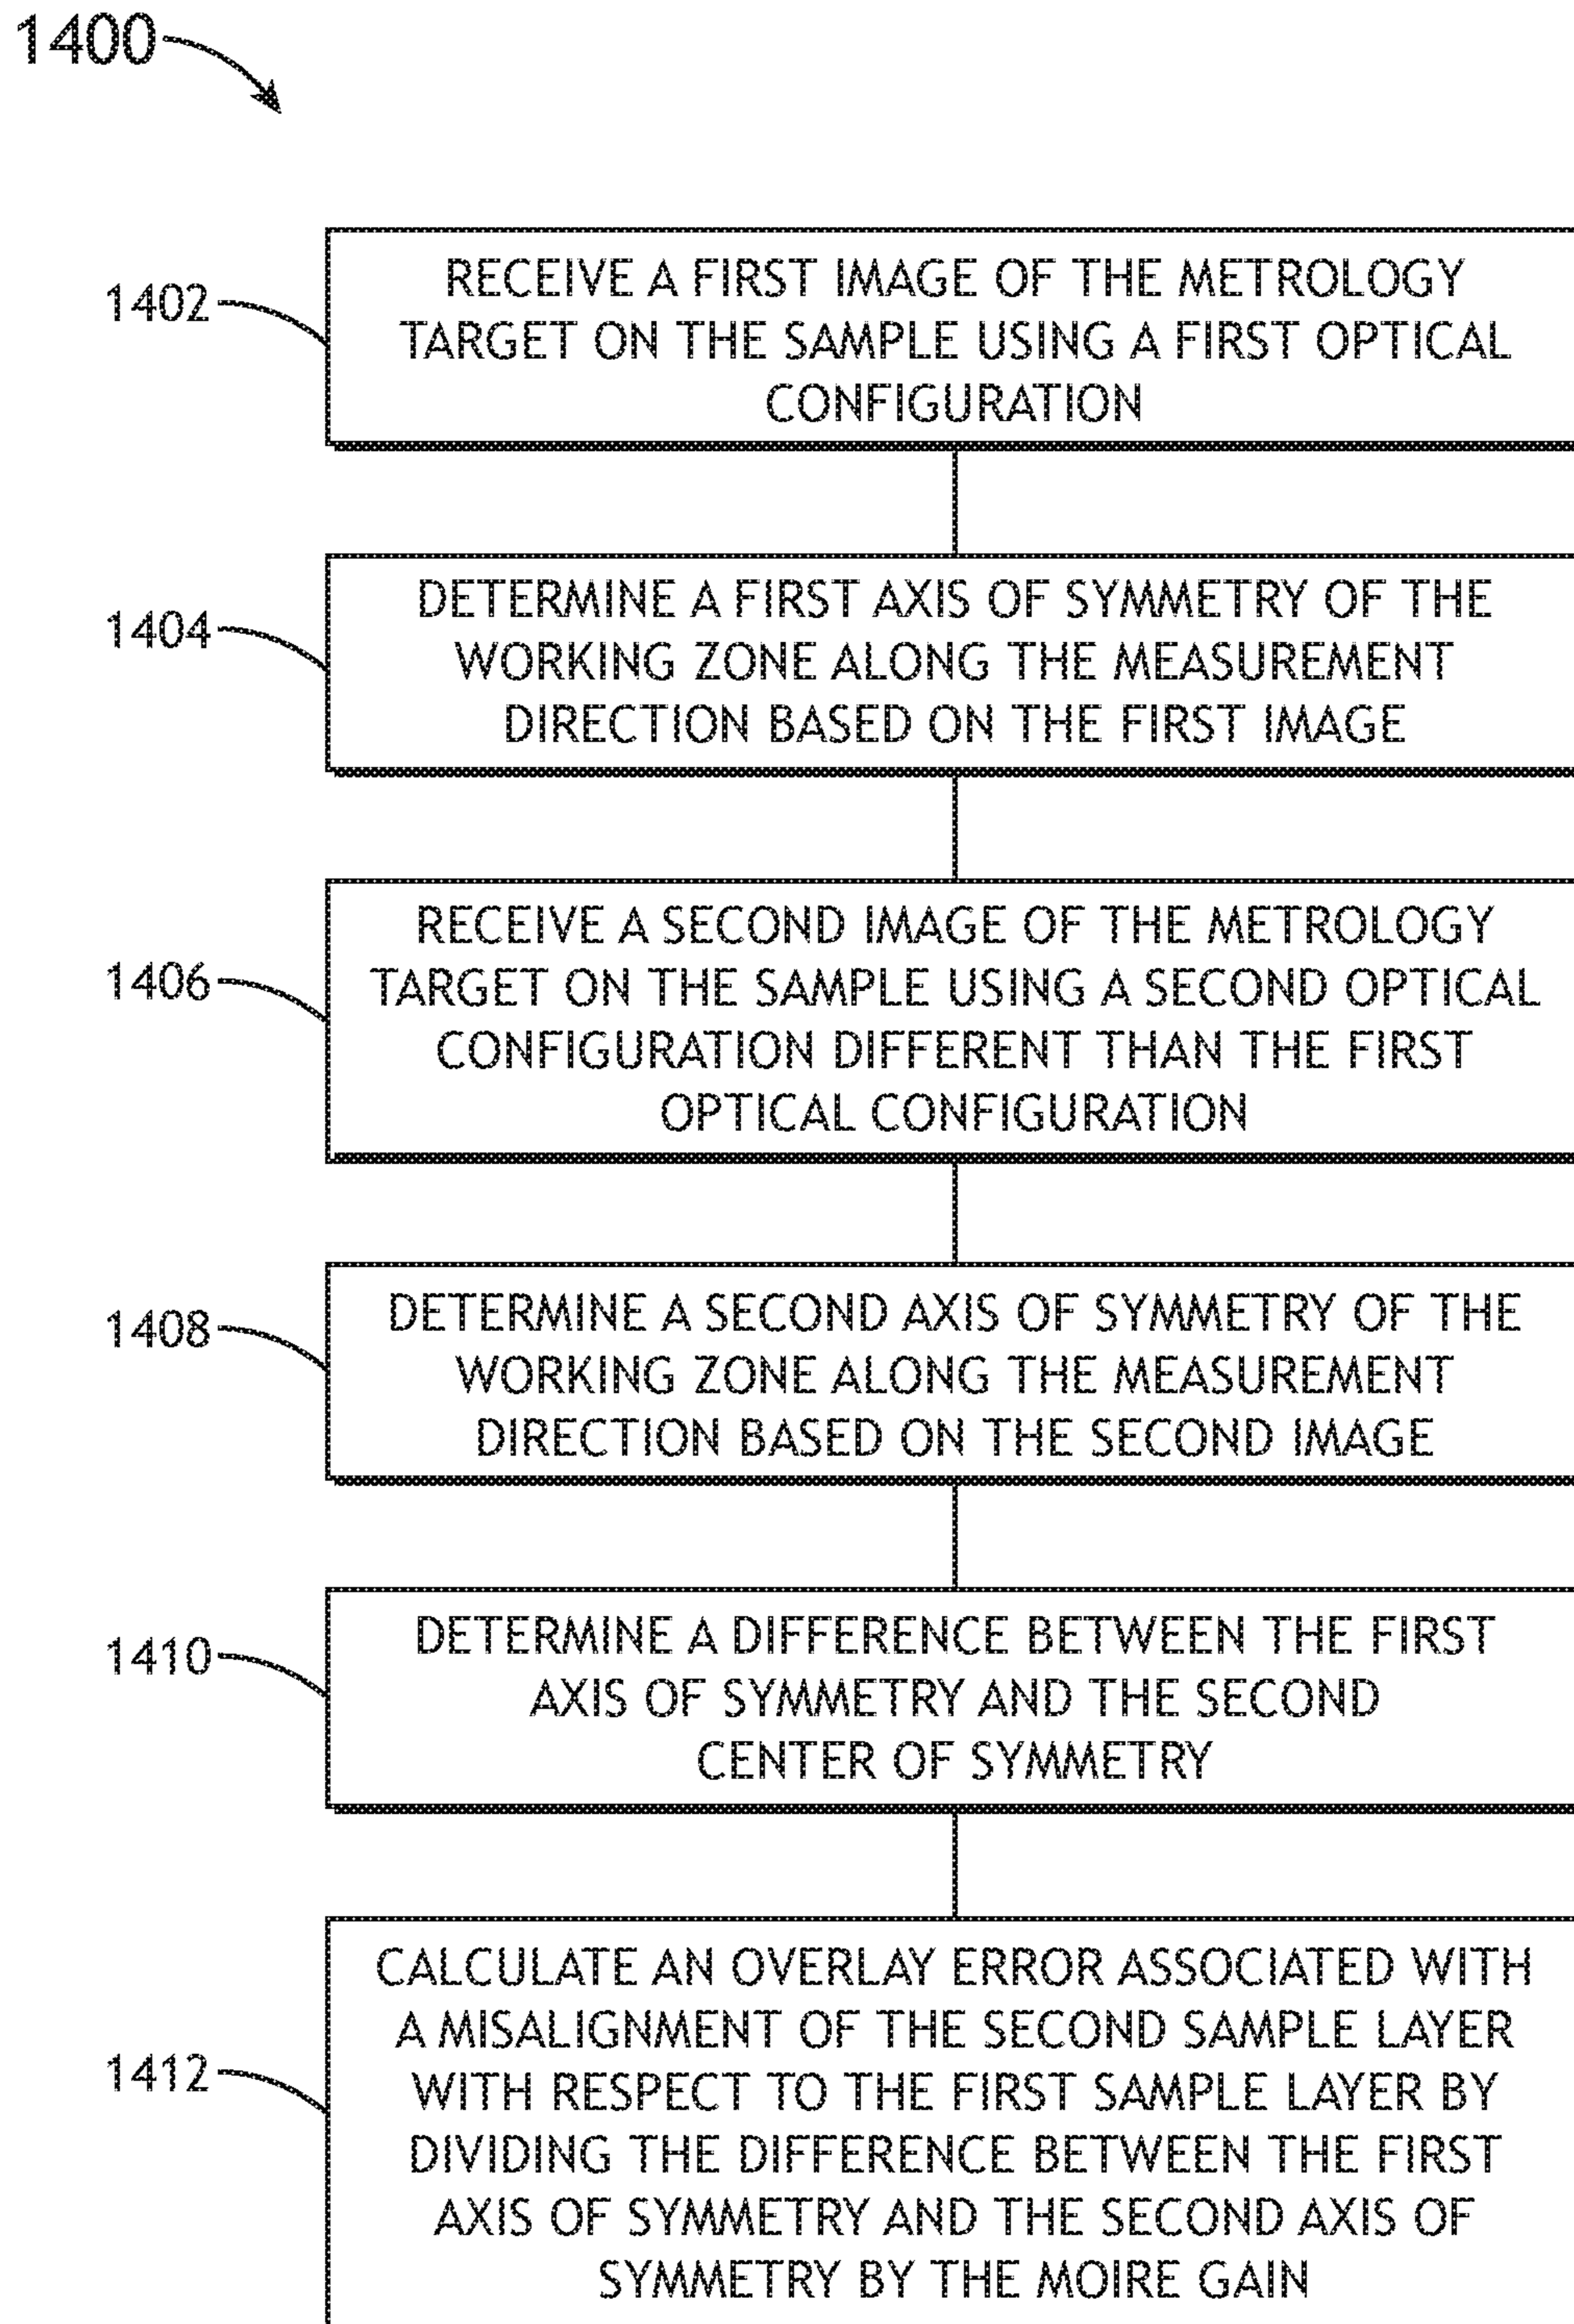 1400
1402
RECEIVE A FIRST IMAGE OF THE METROLOGY
TARGET ON THE SAMPLE USING A FIRST OPTICAL
CONFIGURATION
1404
DETERMINE A FIRST AXIS OF SYMMETRY OF THE
WORKING ZONE ALONG THE MEASUREMENT
DIRECTION BASED ON THE FIRST IMAGE
1406
RECEIVE A SECOND IMAGE OF THE METROLOGY
TARGET ON THE SAMPLE USING A SECOND OPTICAL
CONFIGURATION DIFFERENT THAN THE FIRST
OPTICAL CONFIGURATION
1408
DETERMINE A SECOND AXIS OF SYMMETRY OF THE
WORKING ZONE ALONG THE MEASUREMENT
DIRECTION BASED ON THE SECOND IMAGE
1410
DETERMINE A DIFFERENCE BETWEEN THE FIRST
AXIS OF SYMMETRY AND THE SECOND
CENTER OF SYMMETRY
1412
CALCULATE AN OVERLAY ERROR ASSOCIATED WITH
A MISALIGNMENT OF THE SECOND SAMPLE LAYER
WITH RESPECT TO THE FIRST SAMPLE LAYER BY
DIVIDING THE DIFFERENCE BETWEEN THE FIRST
AXIS OF SYMMETRY AND THE SECOND AXIS OF
SYMMETRY BY THE MOIRE GAIN